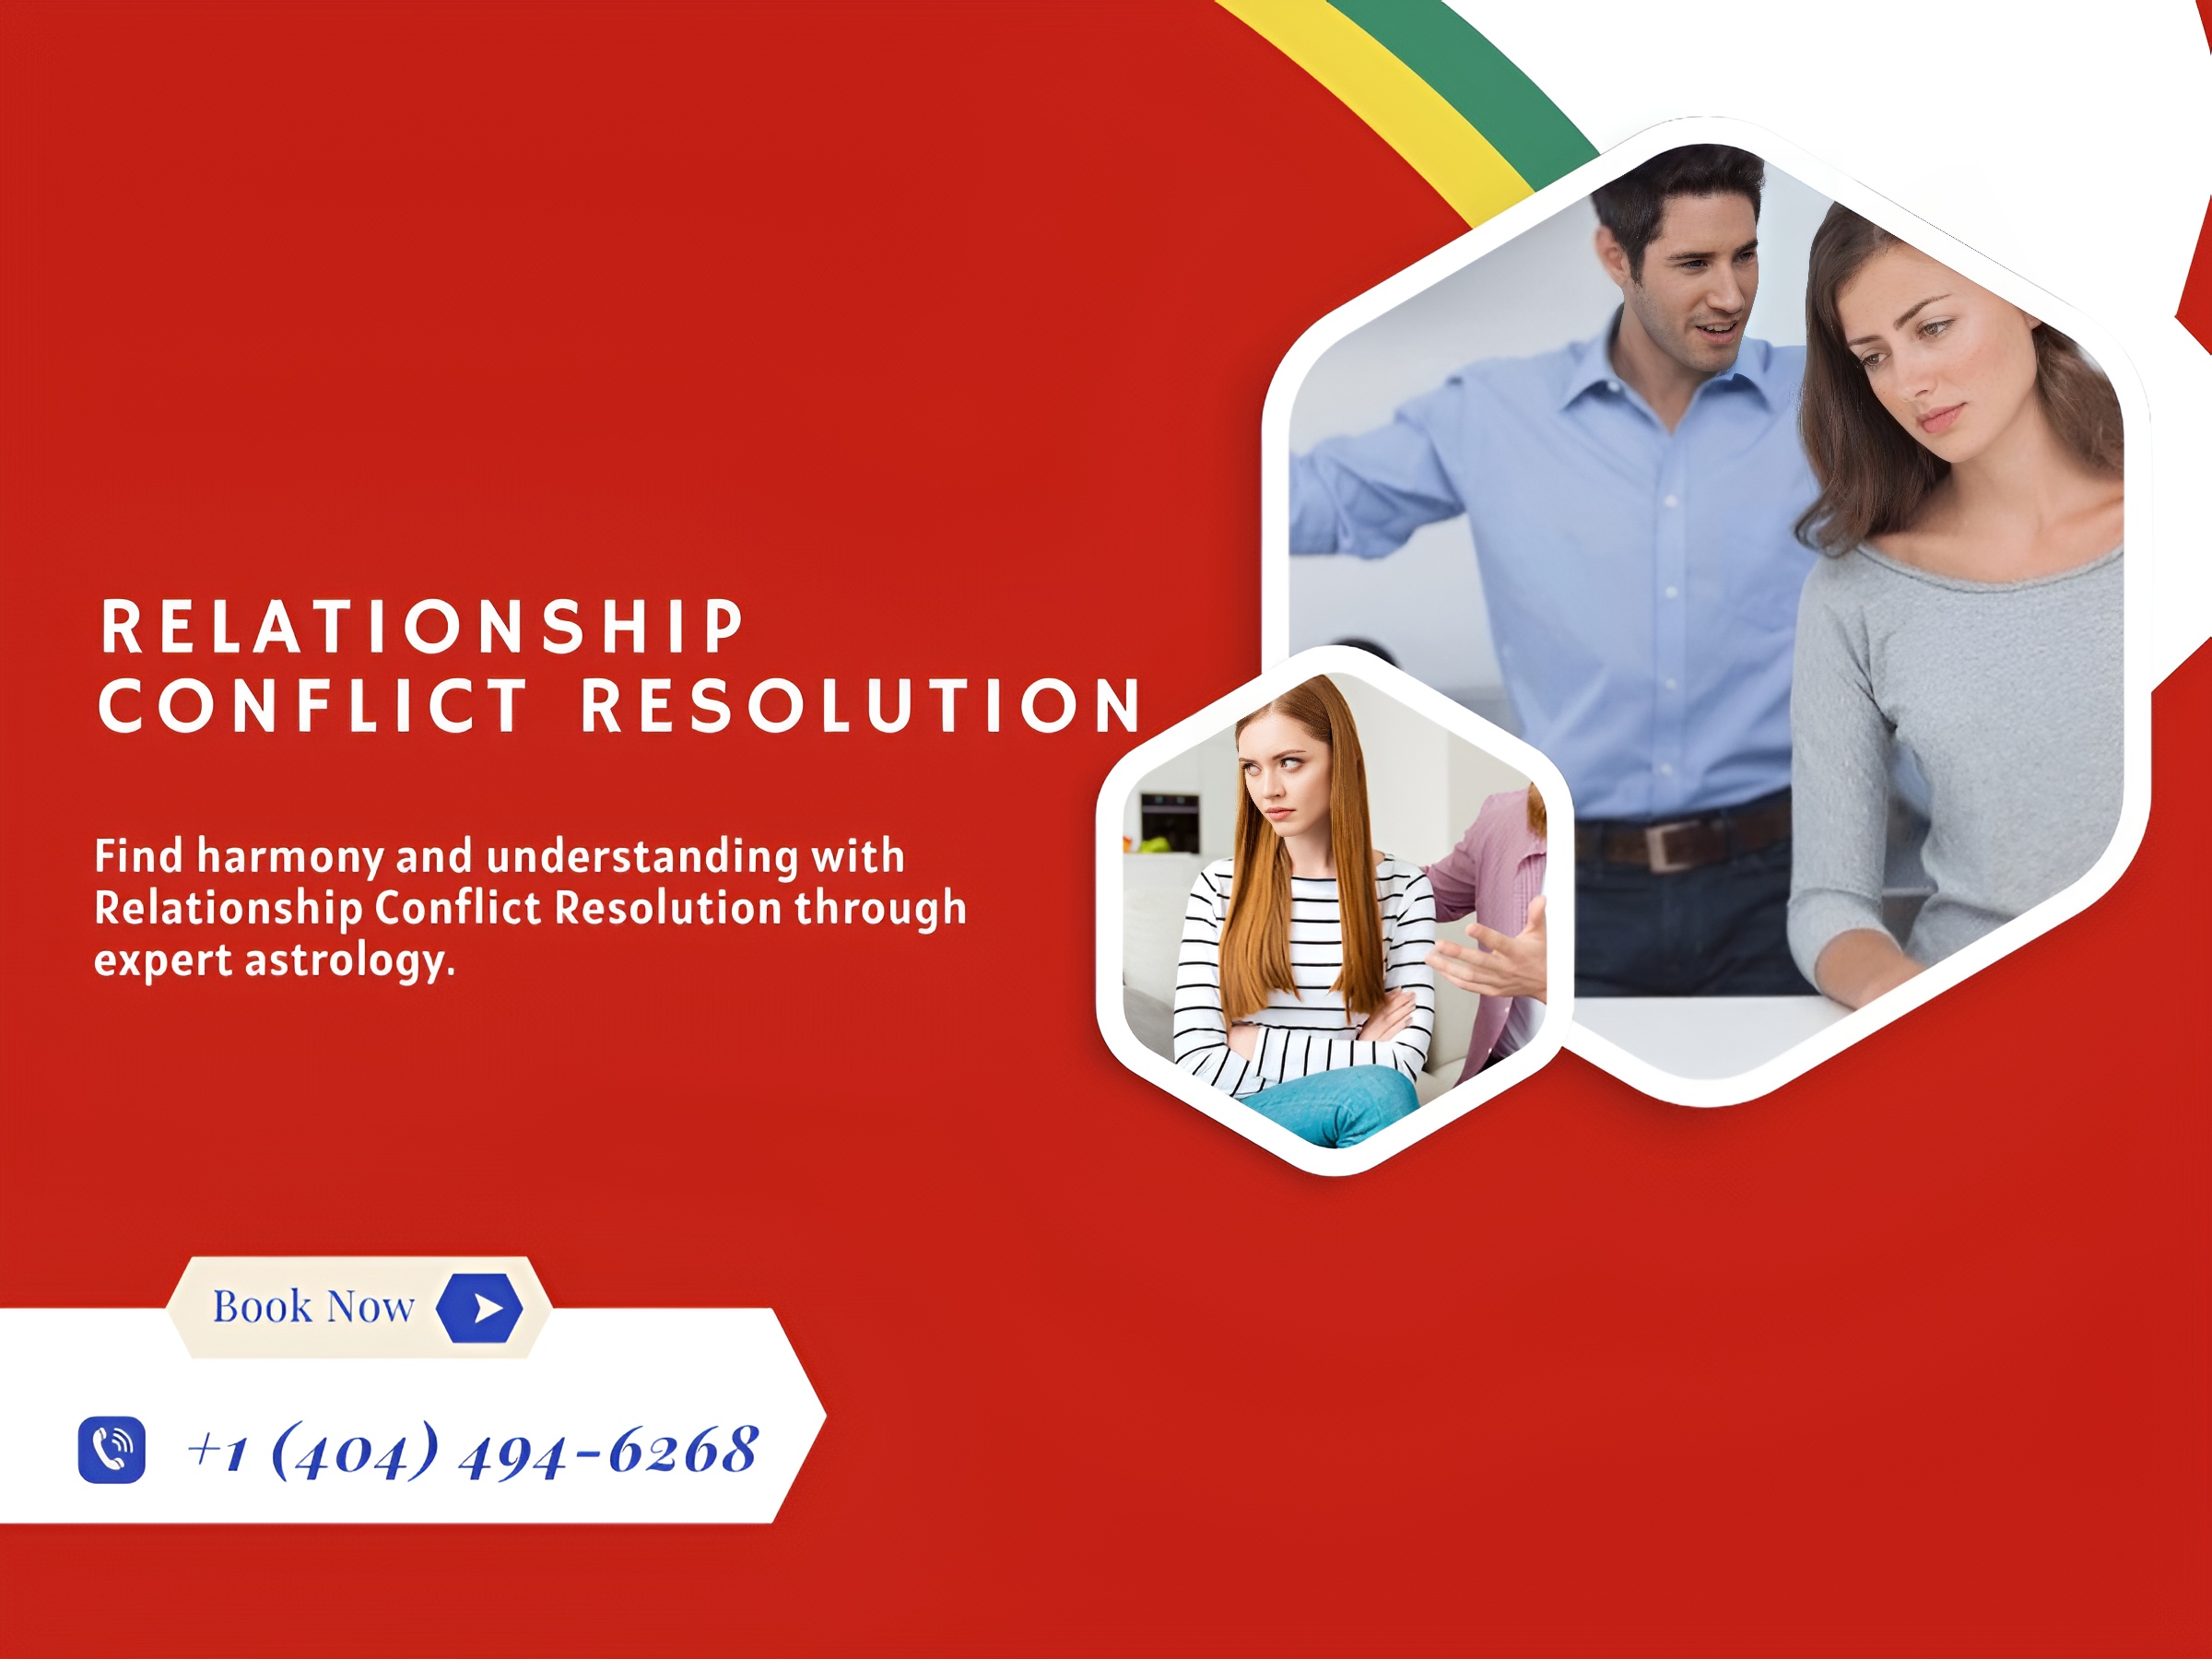 RELATIONSHIP
CONFLICT RESOLUTION
Find harmony and understanding with
Relationship Conflict Resolution through
expert astrology.
Book Now
+1 (404) 494-6268